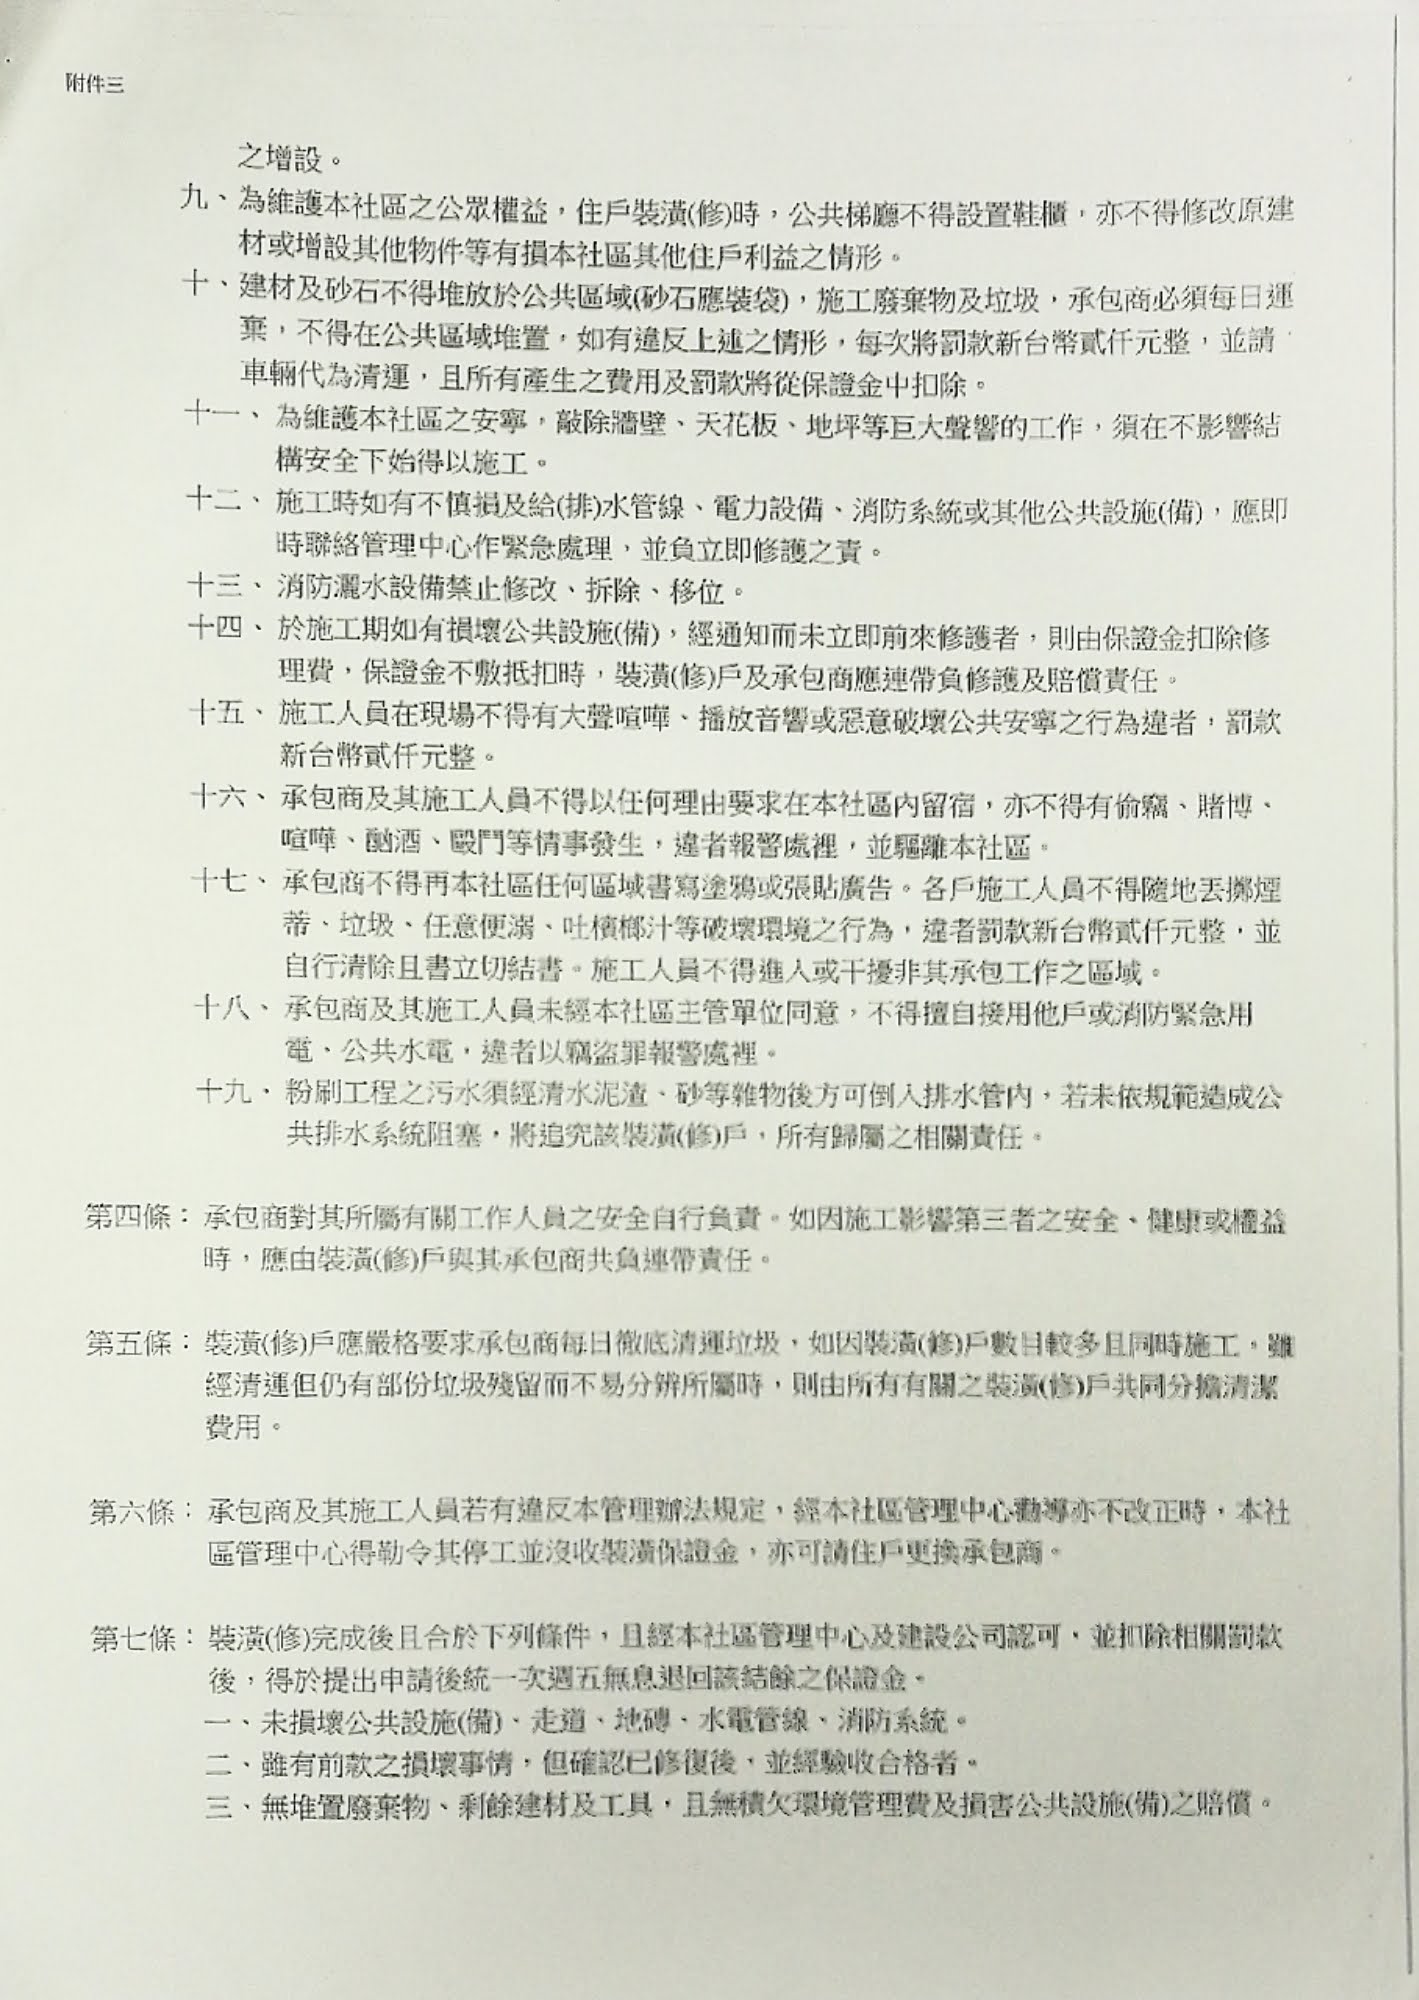 附件三
之增設。
九、為維護本社區之公眾權益，住戶裝潢(修)時，公共梯廳不得設置鞋櫃，亦不得修改原建
材或增設其他物件等有損本社區其他住戶利益之情形。
十、建材及砂石不得堆放於公共區域(砂石應裝袋)，施工廢棄物及垃圾，承包商必須每日運
棄，不得在公共區域堆置，如有違反上述之情形，每次將罰款新台幣貳仟元整，並請
車輛代為清運，且所有產生之費用及罰款將從保證金中扣除。
十一、為維護本社區之安寧，敲除牆壁、天花板、地坪等巨大聲響的工作，須在不影響結
構安全下始得以施工。
十二、施工時如有不慎損及給(排)水管線、電力設備、消防系統或其他公共設施(備)，應即
時聯絡管理中心作緊急處理，並負立即修護之責。
十三、消防灑水設備禁止修改、拆除、移位。
十四、於施工期如有損壞公共設施(備)，經通知而未立即前來修護者，則由保證金扣除修
理費，保證金不敷抵扣時，裝潢(修)戶及承包商應連帶負修護及賠償責任。
十五、施工人員在現場不得有大聲喧嘩、播放音響或惡意破壞公共安寧之行為違者，罰款
新台幣貳仟元整。
十六、承包商及其施工人員不得以任何理由要求在本社區內留宿，亦不得有偷竊、賭博、
喧嘩、酗酒、毆鬥等情事發生，違者報警處裡，並驅離本社區。
十七、承包商不得再本社區任何區域書寫塗鴉或張貼廣告。各戶施工人員不得隨地丟擲煙
蒂、垃圾、任意便溺、吐檳榔汁等破壞環境之行為，違者罰款新台幣貳仟元整，並
自行清除且書立切結書。施工人員不得進入或干擾非其承包工作之區域。
十八、承包商及其施工人員未經本社區主管單位同意，不得擅自接用他戶或消防緊急用
電、公共水電，違者以竊盜罪報警處裡。
十九、粉刷工程之污水須經清水泥渣、砂等雜物後方可倒入排水管內，若未依規範造成公
共排水系統阻塞，將追究該裝潢(修)戶，所有歸屬之相關責任。
第四條：承包商對其所屬有關工作人員之安全自行負責。如因施工影響第三者之安全、健康或權益
時，應由裝潢(修)戶與其承包商共負連帶責任。
第五條：裝潢(修)戶應嚴格要求承包商每日徹底清運垃圾，如因裝潢(修)戶數目較多且同時施工，雖
經清運但仍有部份垃圾殘留而不易分辨所屬時，則由所有有關之裝潢(修)戶共同分擔清潔
費用。
第六條：承包商及其施工人員若有違反本管理辦法規定，經本社區管理中心勸導亦不改正時，本社
區管理中心得勒令其停工並沒收裝潢保證金，亦可請住戶更換承包商。
第七條：裝潢(修)完成後且合於下列條件，且經本社區管理中心及建設公司認可，並扣除相關罰款
後，得於提出申請後統一次週五無息退回該結餘之保證金。
一、未損壞公共設施(備)、走道、地磚、水電管線、消防系統。
二、雖有前款之損壞事情，但確認已修復後，並經驗收合格者。
三、無堆置廢棄物、剩餘建材及工具，且無積欠環境管理費及損害公共設施(備)之賠償。